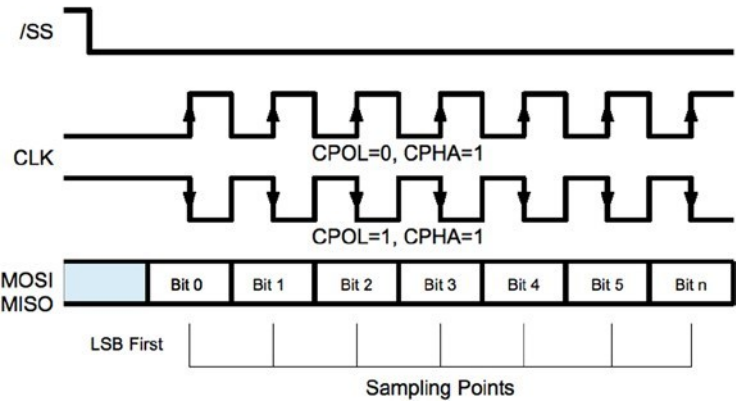 /SS
CPOL=0, CPHA=1
CLK
CPOL=1, CPHA=1
MOSI
MISO
Bit 0 Bit 1 Bit 2 Bit 3 Bit 4 Bit 5 Bit n
LSB First
Sampling Points